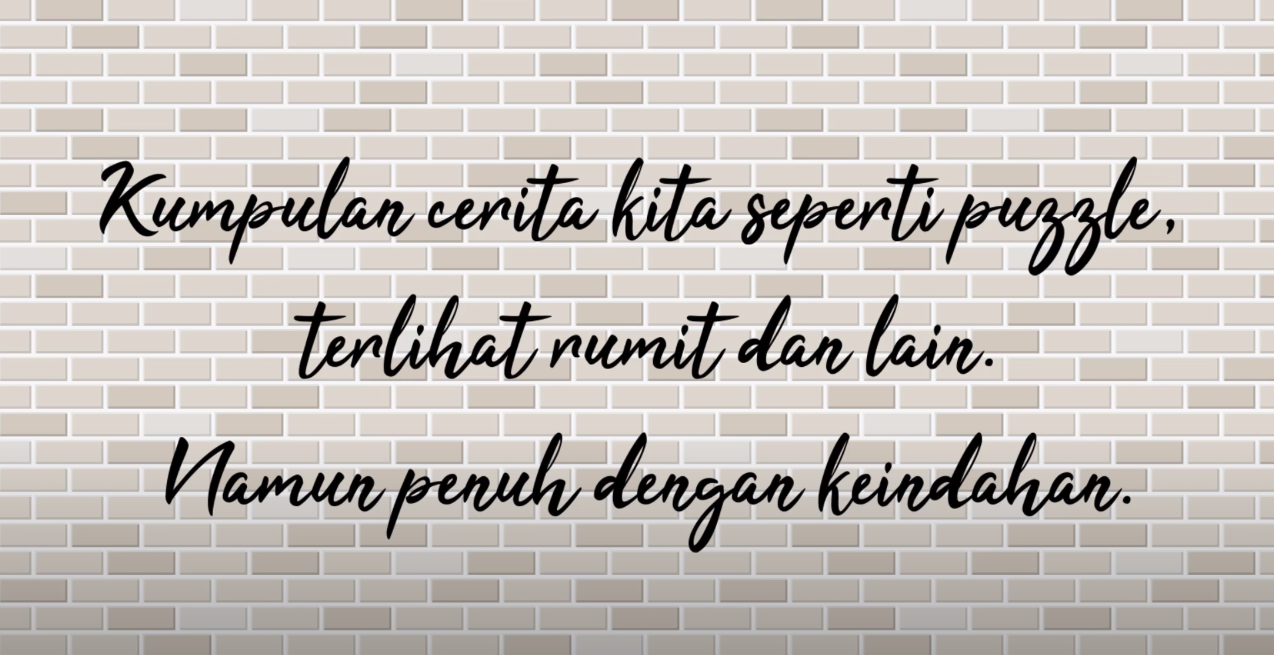 Kumpulan cerita kita seperti puzzle,
terlihat rumit dan lain.
Namun penuh dengan keindahan.